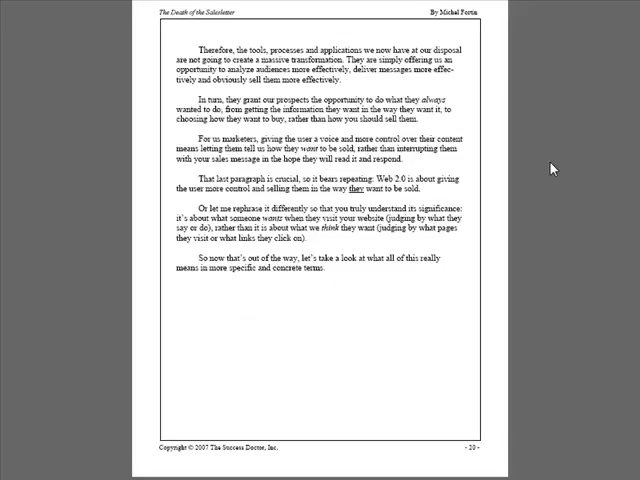 The Death of the Salesletter By Michel Fortin
Therefore, the tools, processes and applications we now have at our disposal
are not going to create a massive transformation. They are simply offering us an
opportunity to analyze audiences more effectively, deliver messages more effec-
tively and obviously sell them more effectively.
In turn, they grant our prospects the opportunity to do what they always
wanted to do, from getting the information they want in the way they want it, to
choosing how they want to buy, rather than how you should sell them.
For us marketers, giving the user a voice and more control over their content
means letting them tell us how they want to be sold, rather than interrupting them
with your sales message in the hope they will read it and respond.
That last paragraph is crucial, so it bears repeating: Web 2.0 is about giving
the user more control and selling them in the way they want to be sold.
Or let me rephrase it differently so that you truly understand its significance:
it's about what someone wants when they visit your website (judging by what they
say or do), rather than it is about what we think they want (judging by what pages
they visit or what links they click on).
So now that's out of the way, let's take a look at what all of this really
means in more specific and concrete terms.
Copyright © 2007 The Success Doctor, Inc. - 20 -